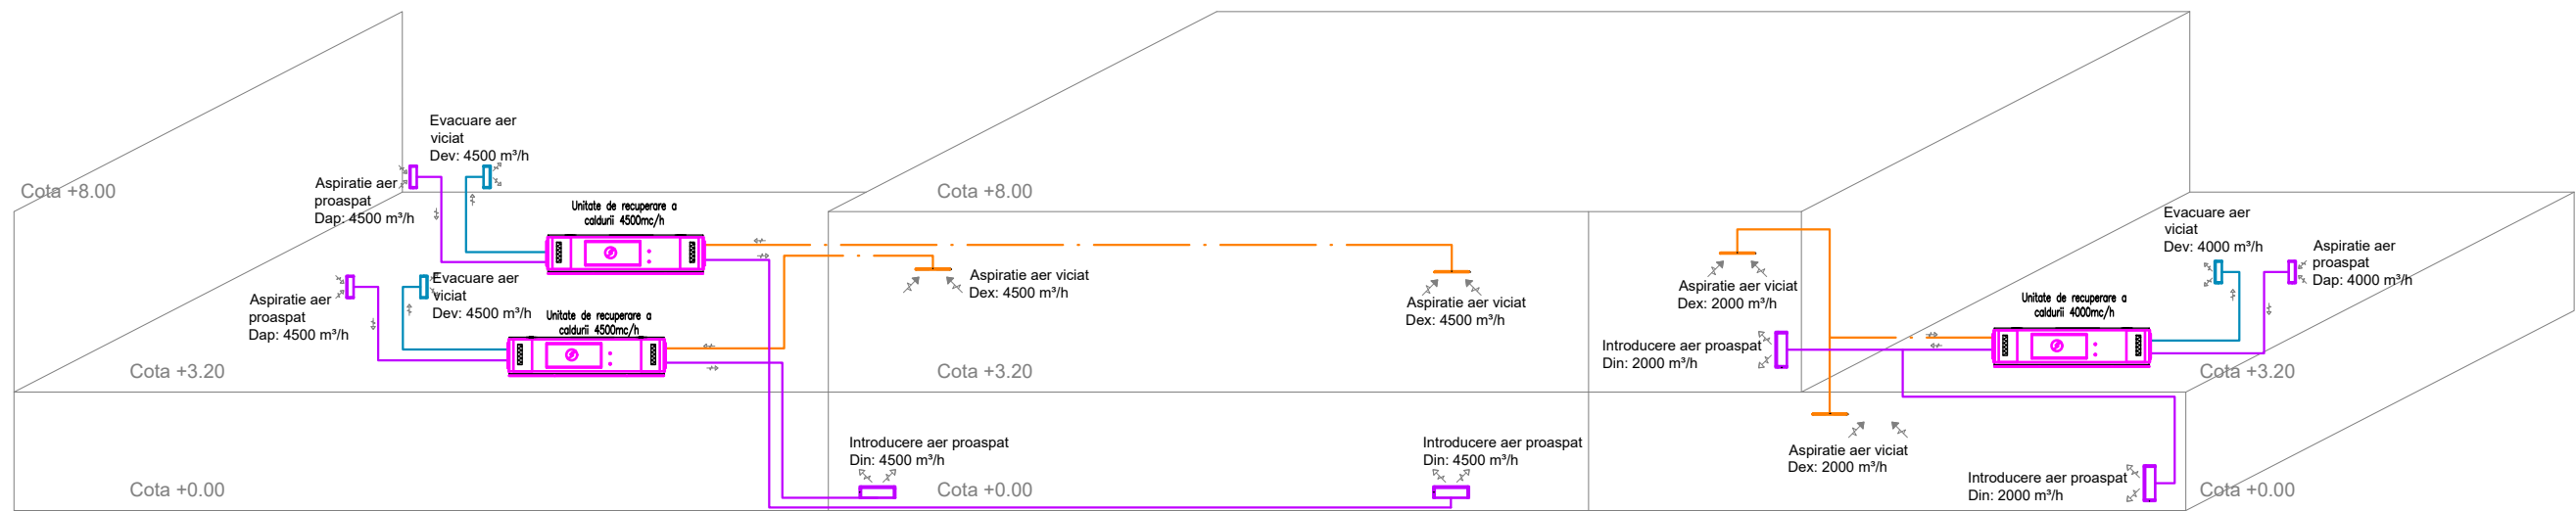 Evacuare aer
viciat
Dev: 4500 m³/h
Aspiratie aer
proaspat
Dap: 4500 m³/h
Cota +8.00
Unitate de recuperare a
caldurii 4500mc/h
Cota +8.00
Evacuare aer
viciat
Dev: 4000 m³/h
Aspiratie aer
proaspat
Dap: 4000 m³/h
Aspiratie aer
proaspat
Dap: 4500 m³/h
Evacuare aer
viciat
Dev: 4500 m³/h
Unitate de recuperare a
caldurii 4500mc/h
Aspiratie aer viciat
Dex: 4500 m³/h
Aspiratie aer viciat
Dex: 4500 m³/h
Aspiratie aer viciat
Dex: 2000 m³/h
Unitate de recuperare a
caldurii 4000mc/h
Introducere aer proaspat
Din: 2000 m³/h
Cota +3.20
Cota +3.20
Cota +3.20
Introducere aer proaspat
Din: 4500 m³/h
Introducere aer proaspat
Din: 4500 m³/h
Aspiratie aer viciat
Dex: 2000 m³/h
Introducere aer proaspat
Din: 2000 m³/h
Cota +0.00
Cota +0.00
Cota +0.00